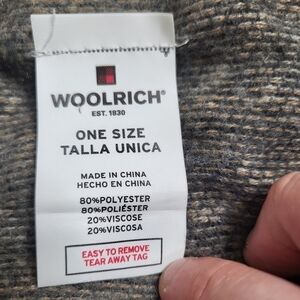 WOOLRICH®
EST. 1830
ONE SIZE
TALLA UNICA
MADE IN CHINA
HECHO EN CHINA
80%POLYESTER
80%POLIÉSTER
20%VISCOSE
20%VISCOSA
EASY TO REMOVE
TEAR AWAY TAG